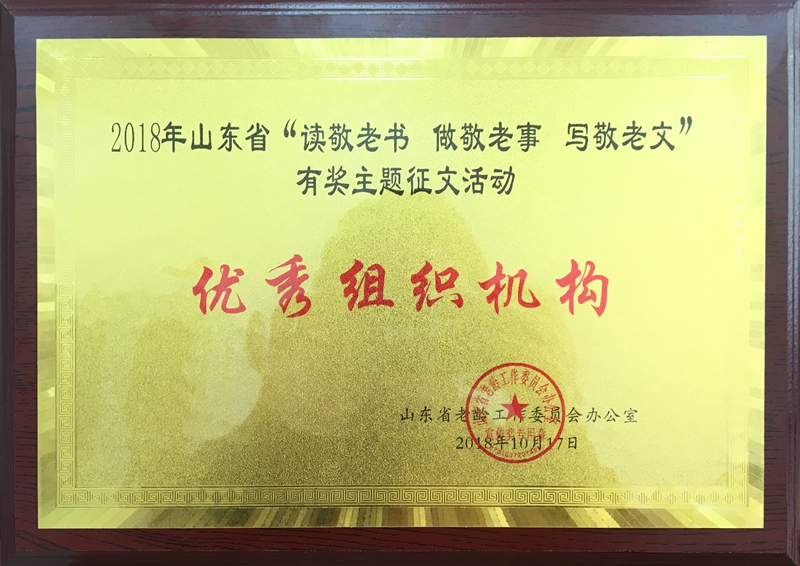 2018年山东省“读敬老书 做敬老事 写敬老文”
有奖主题征文活动
优秀组织机构
山东省老龄工作委员会办公室
2018年10月17日